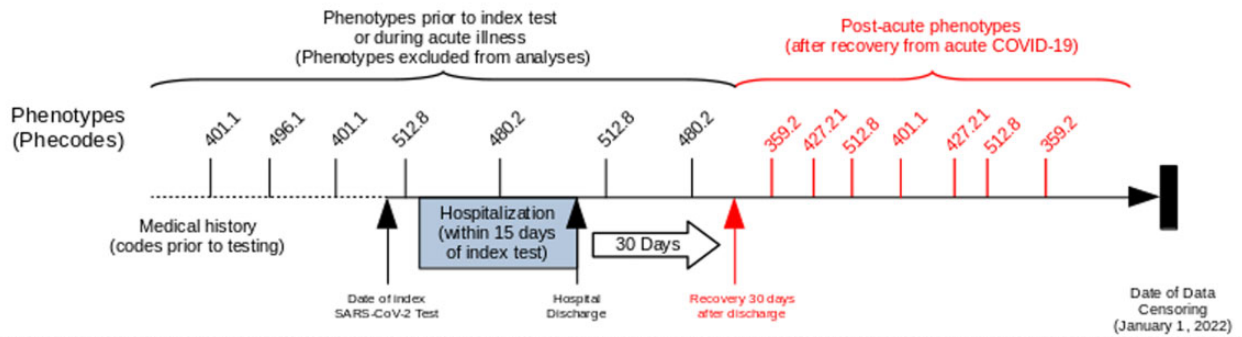 Phenotypes prior to index test
or during acute illness
(Phenotypes excluded from analyses)
Post-acute phenotypes
(after recovery from acute COVID-19)
Phenotypes
(Phecodes)
401.1
496.1
401.1
512.8
480.2
512.8
480.2
359.2
427.21
512.8
401.1
427.21
512.8
359.2
Medical history
(codes prior to testing)
Hospitalization
(within 15 days
of index test)
30 Days
Date of index
SARS-CoV-2 Test
Hospital
Discharge
Recovery 30 days
after discharge
Date of Data
Censoring
(January 1, 2022)